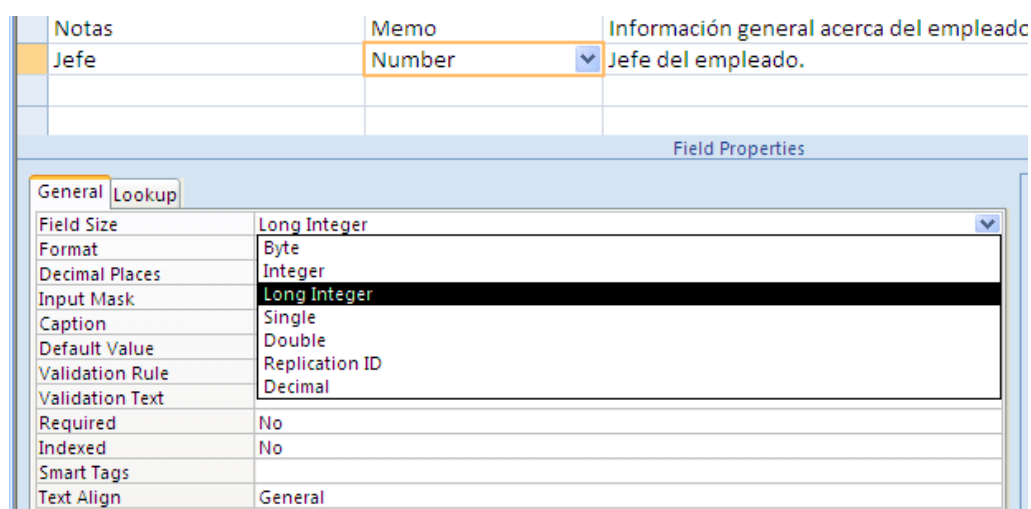 Notas Memo Información general acerca del empleado
Jefe Number Jefe del empleado.
Field Properties
General Lookup
Field Size Long Integer
Format Byte
Decimal Places Integer
Input Mask Long Integer
Caption Single
Default Value Double
Validation Rule Replication ID
Validation Text Decimal
Required No
Indexed No
Smart Tags
Text Align General